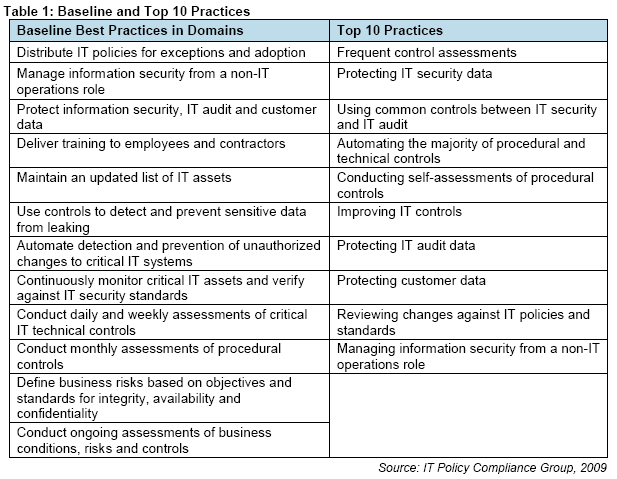 Table 1: Baseline and Top 10 Practices
Baseline Best Practices in Domains
Top 10 Practices
Distribute IT policies for exceptions and adoption
Frequent control assessments
Manage information security from a non-IT
operations role
Protecting IT security data
Protect information security, IT audit and customer
data
Using common controls between IT security
and IT audit
Deliver training to employees and contractors
Automating the majority of procedural and
technical controls
Maintain an updated list of IT assets
Conducting self-assessments of procedural
controls
Use controls to detect and prevent sensitive data
from leaking
Improving IT controls
Automate detection and prevention of unauthorized
changes to critical IT systems
Protecting IT audit data
Continuously monitor critical IT assets and verify
against IT security standards
Protecting customer data
Conduct daily and weekly assessments of critical
IT technical controls
Reviewing changes against IT policies and
standards
Conduct monthly assessments of procedural
controls
Managing information security from a non-IT
operations role
Define business risks based on objectives and
standards for integrity, availability and
confidentiality
Conduct ongoing assessments of business
conditions, risks and controls
Source: IT Policy Compliance Group, 2009